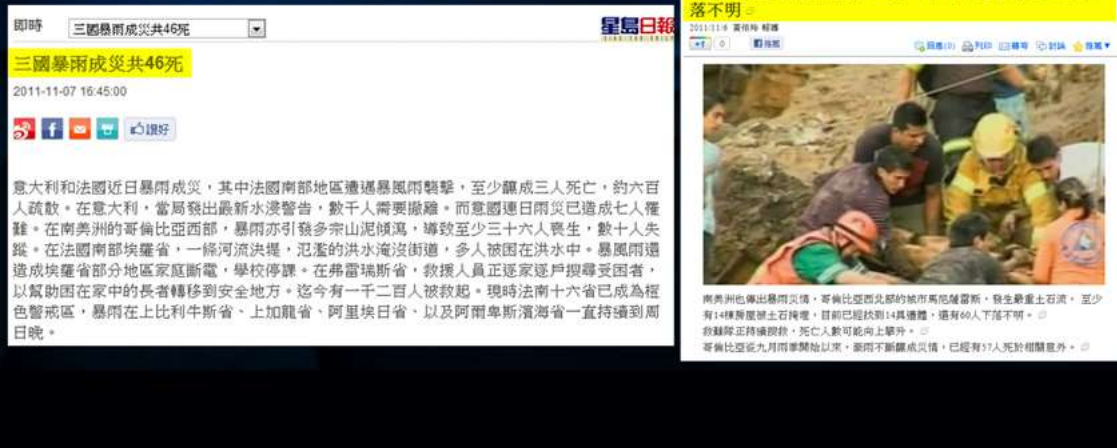 即時
三國暴雨成災共46死
星島日報
三國暴雨成災共46死
2011-11-07 16:45:00
讚好
意大利和法國近日暴雨成災，其中法國南部地區遭遇暴風雨襲擊，至少釀成三人死亡，約六百
人疏散。在意大利，當局發出最新水浸警告，數千人需要撤離。而意國連日雨災已造成七人罹
難。在南美洲的哥倫比亞西部，暴雨亦引發多宗山泥傾瀉，導致至少三十六人喪生，數十人失
蹤。在法國南部埃羅省，一條河流決堤，氾濫的洪水淹沒街道，多人被困在洪水中。暴風雨還
造成埃羅省部分地區家庭斷電，學校停課。在弗雷瑞斯省，救援人員正逐家逐戶搜尋受困者，
以幫助困在家中的長者轉移到安全地方。迄今有一千二百人被救起。現時法南十六省已成為橙
色警戒區，暴雨在上比利牛斯省、上加龍省、阿里埃日省、以及阿爾卑斯濱海省一直持續到周
日晚。
落不明
2011/11/6 黃佰玲 報導
+1 0 推薦 回應(0) 列印 轉寄 討論 推薦
南美洲也傳出暴雨災情，哥倫比亞西北部的城市馬尼薩雷斯，發生嚴重土石流。 至少
有14棟房屋被土石掩埋，目前已經找到14具遺體，還有60人下落不明。
救難隊正持續搜救，死亡人數可能向上攀升。
哥倫比亞從九月雨季開始以來，豪雨不斷釀成災情，已經有57人死於相關意外。